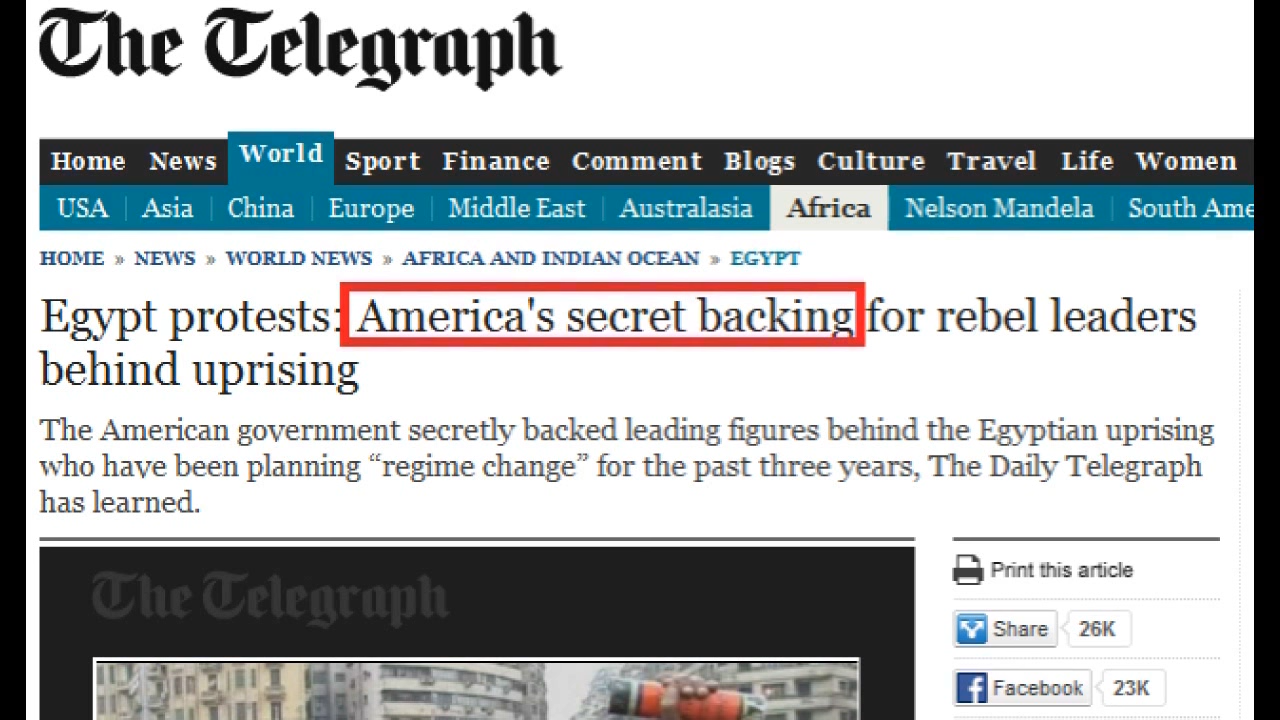 The Telegraph
Home News World Sport Finance Comment Blogs Culture Travel Life Women
USA Asia China Europe Middle East Australasia Africa Nelson Mandela South Ame
HOME » NEWS » WORLD NEWS » AFRICA AND INDIAN OCEAN » EGYPT
Egypt protests: America's secret backing for rebel leaders
behind uprising
The American government secretly backed leading figures behind the Egyptian uprising
who have been planning “regime change” for the past three years, The Daily Telegraph
has learned.
The Telegraph
Print this article
Share 26K
Facebook 23K